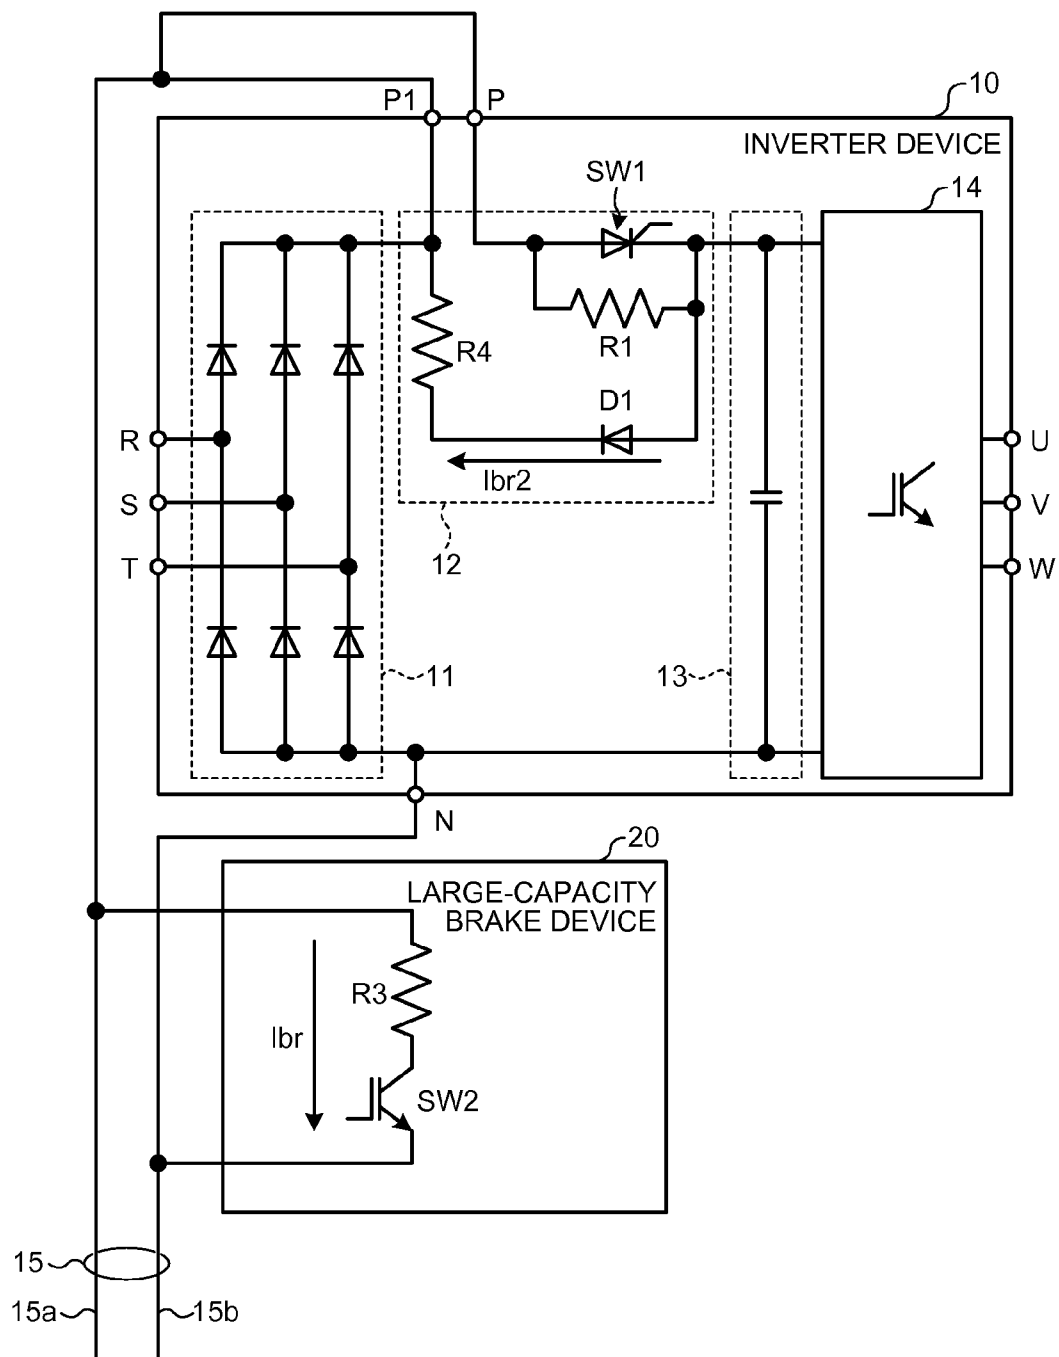 P1
P
10
INVERTER DEVICE
SW1
14
R4
R1
D1
R
S
T
Ibr2
U
V
W
12
11
13
N
20
LARGE-CAPACITY
BRAKE DEVICE
R3
Ibr
SW2
15
15a
15b